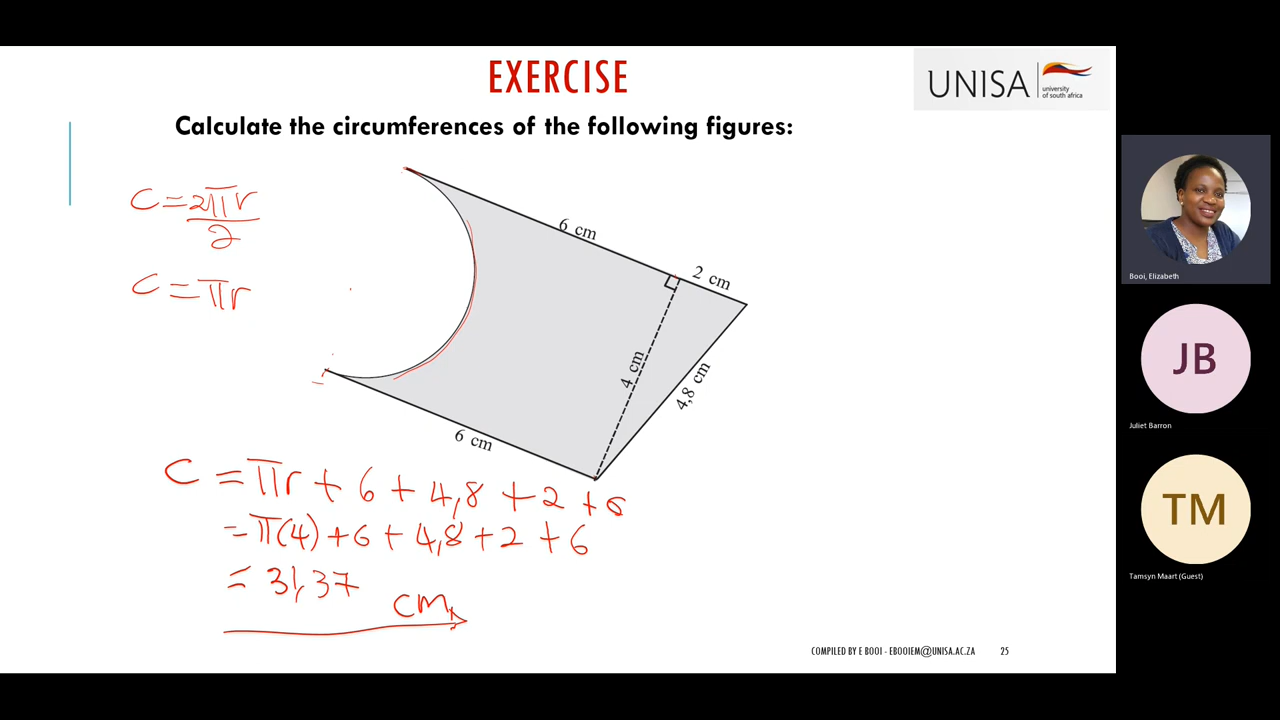 EXERCISE
UNISA
university
of south africa
Calculate the circumferences of the following figures:
C = 2πr
2
C = πr
6 cm
2 cm
4 cm
4,8 cm
6 cm
C = πr + 6 + 4,8 + 2 + 6
= π(4) + 6 + 4,8 + 2 + 6
= 31,37 cm
COMPILED BY E BOOI - EBOOIEM@UNISA.AC.ZA
25
Booi, Elizabeth
JB
Juliet Barron
TM
Tamsyn Maart (Guest)